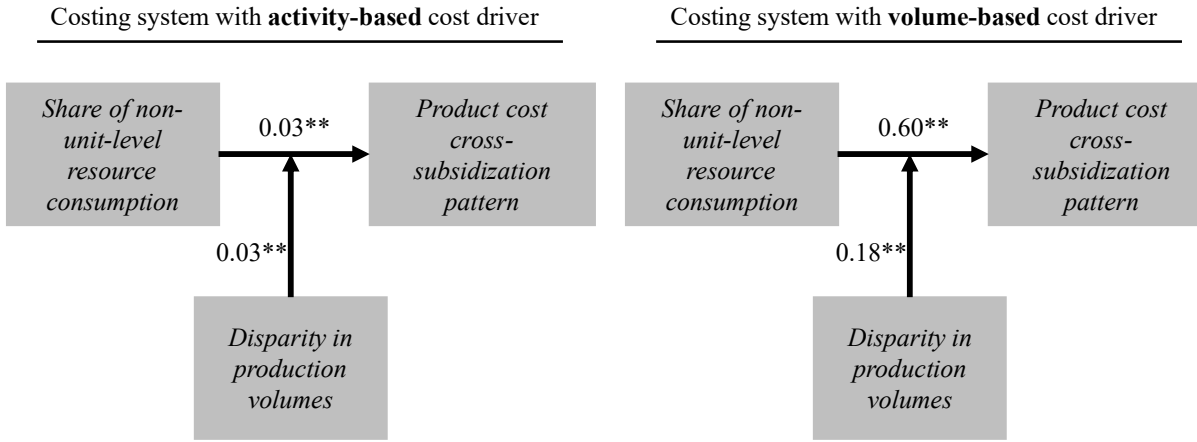 Costing system with activity-based cost driver
Share of non-
unit-level
resource
consumption
0.03**
Product cost
cross-
subsidization
pattern
0.03**
Disparity in
production
volumes
Costing system with volume-based cost driver
Share of non-
unit-level
resource
consumption
0.60**
Product cost
cross-
subsidization
pattern
0.18**
Disparity in
production
volumes